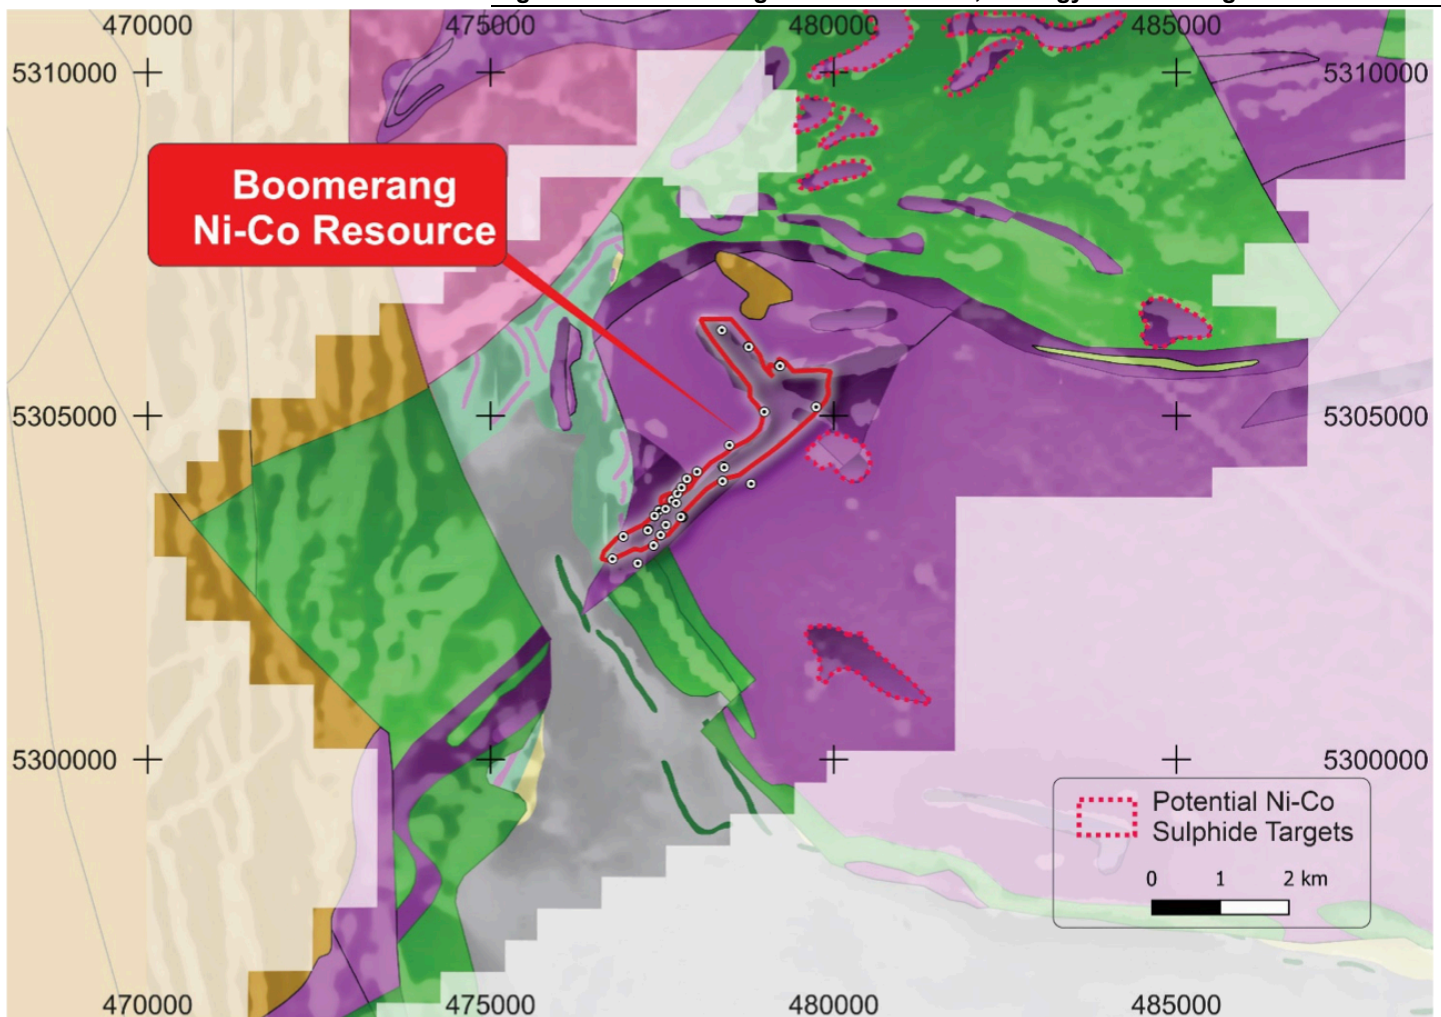 470000 475000 480000 485000
5310000 5310000
Boomerang
Ni-Co Resource
5305000 5305000
5300000 5300000
Potential Ni-Co
Sulphide Targets
0 1 2 km
470000 475000 480000 485000